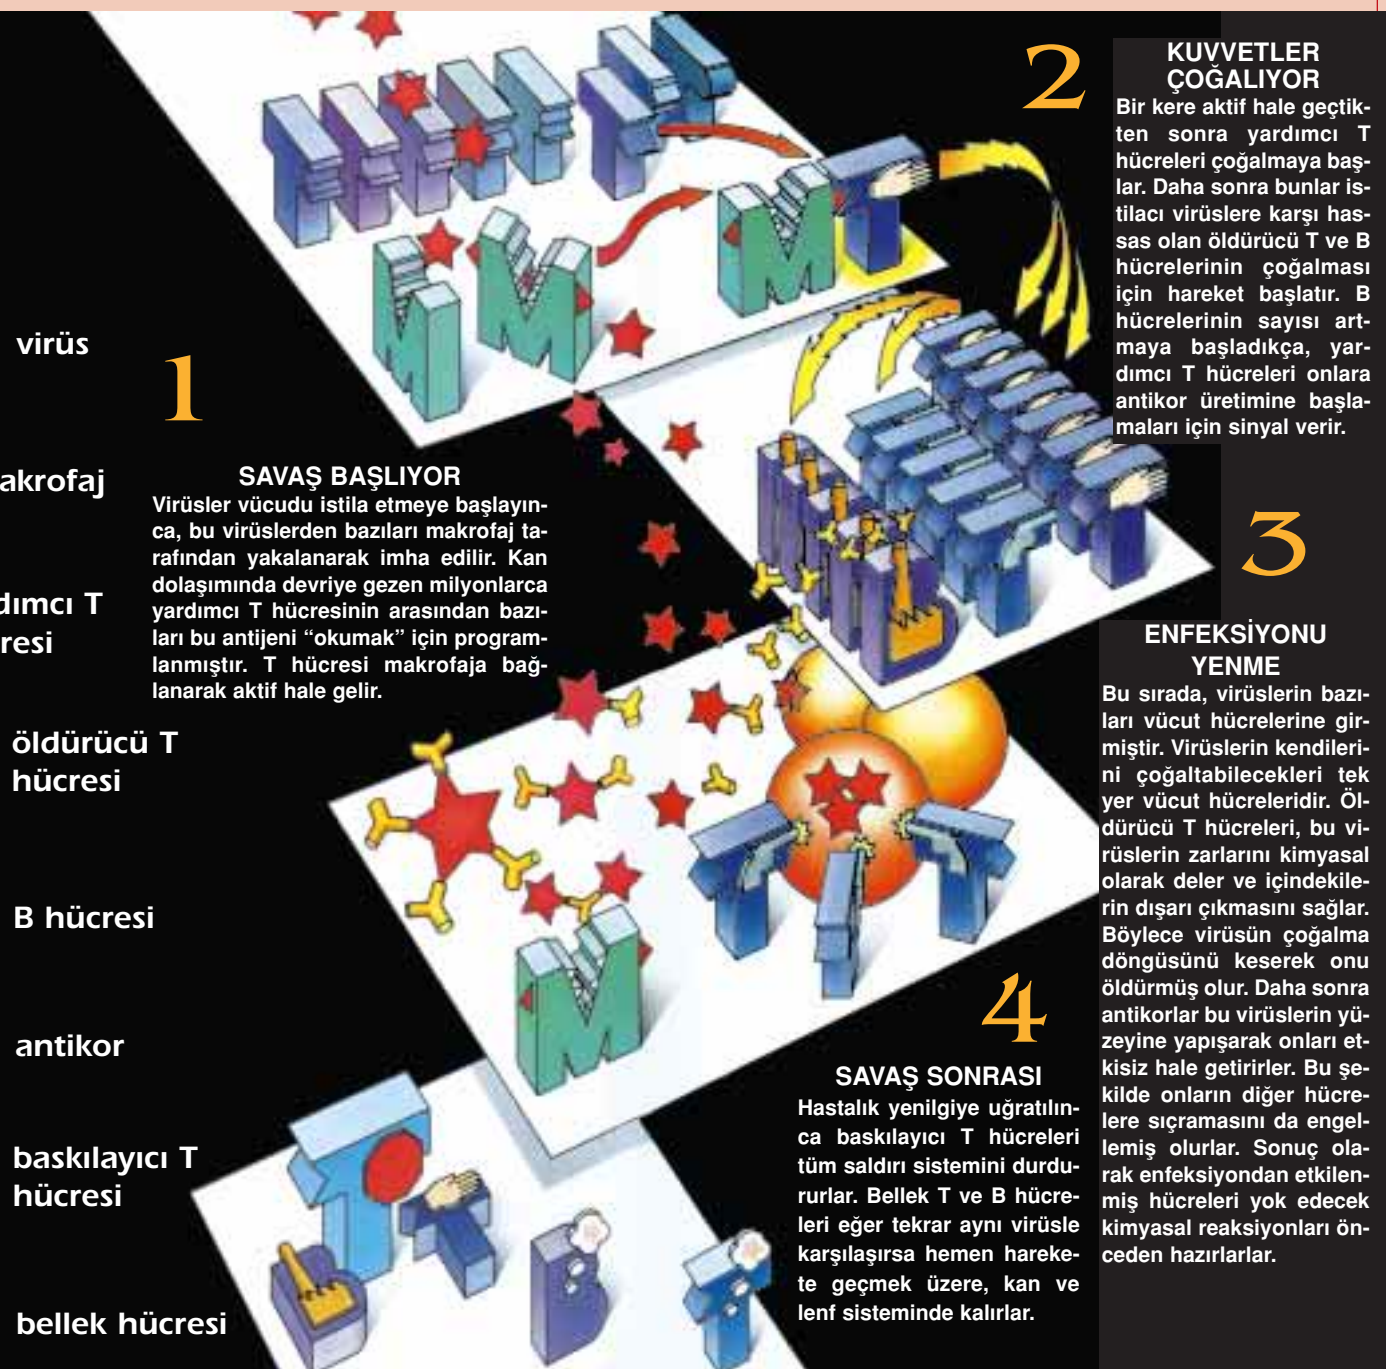 virüs
akrofaj
dımcı T
resi
öldürücü T
hücresi
B hücresi
antikor
baskılayıcı T
hücresi
bellek hücresi
1
SAVAŞ BAŞLIYOR
Virüsler vücudu istila etmeye başlayın-
ca, bu virüslerden bazıları makrofaj ta-
rafından yakalanarak imha edilir. Kan
dolaşımında devriye gezen milyonlarca
yardımcı T hücresinin arasından bazı-
ları bu antijeni “okumak” için program-
lanmıştır. T hücresi makrofaja bağ-
lanarak aktif hale gelir.
2
KUVVETLER
ÇOĞALIYOR
Bir kere aktif hale geçtik-
ten sonra yardımcı T
hücreleri çoğalmaya baş-
lar. Daha sonra bunlar is-
tilacı virüslere karşı has-
sas olan öldürücü T ve B
hücrelerinin çoğalması
için hareket başlatır. B
hücrelerinin sayısı art-
maya başladıkça, yar-
dımcı T hücreleri onlara
antikor üretimine başla-
maları için sinyal verir.
3
ENFEKSİYONU
YENME
Bu sırada, virüslerin bazı-
ları vücut hücrelerine gir-
miştir. Virüslerin kendileri-
ni çoğaltabilecekleri tek
yer vücut hücreleridir. Öl-
dürücü T hücreleri, bu vi-
rüslerin zarlarını kimyasal
olarak deler ve içindekile-
rin dışarı çıkmasını sağlar.
Böylece virüsün çoğalma
döngüsünü keserek onu
öldürmüş olur. Daha sonra
antikorlar bu virüslerin yü-
zeyine yapışarak onları et-
kisiz hale getirirler. Bu şe-
kilde onların diğer hücre-
lere sıçramasını da engel-
lemiş olurlar. Sonuç ola-
rak enfeksiyondan etkilen-
miş hücreleri yok edecek
kimyasal reaksiyonları ön-
ceden hazırlarlar.
4
SAVAŞ SONRASI
Hastalık yenilgiye uğratılın-
ca baskılayıcı T hücreleri
tüm saldırı sistemini durdu-
rurlar. Bellek T ve B hücre-
leri eğer tekrar aynı virüsle
karşılaşırsa hemen hareke-
te geçmek üzere, kan ve
lenf sisteminde kalırlar.